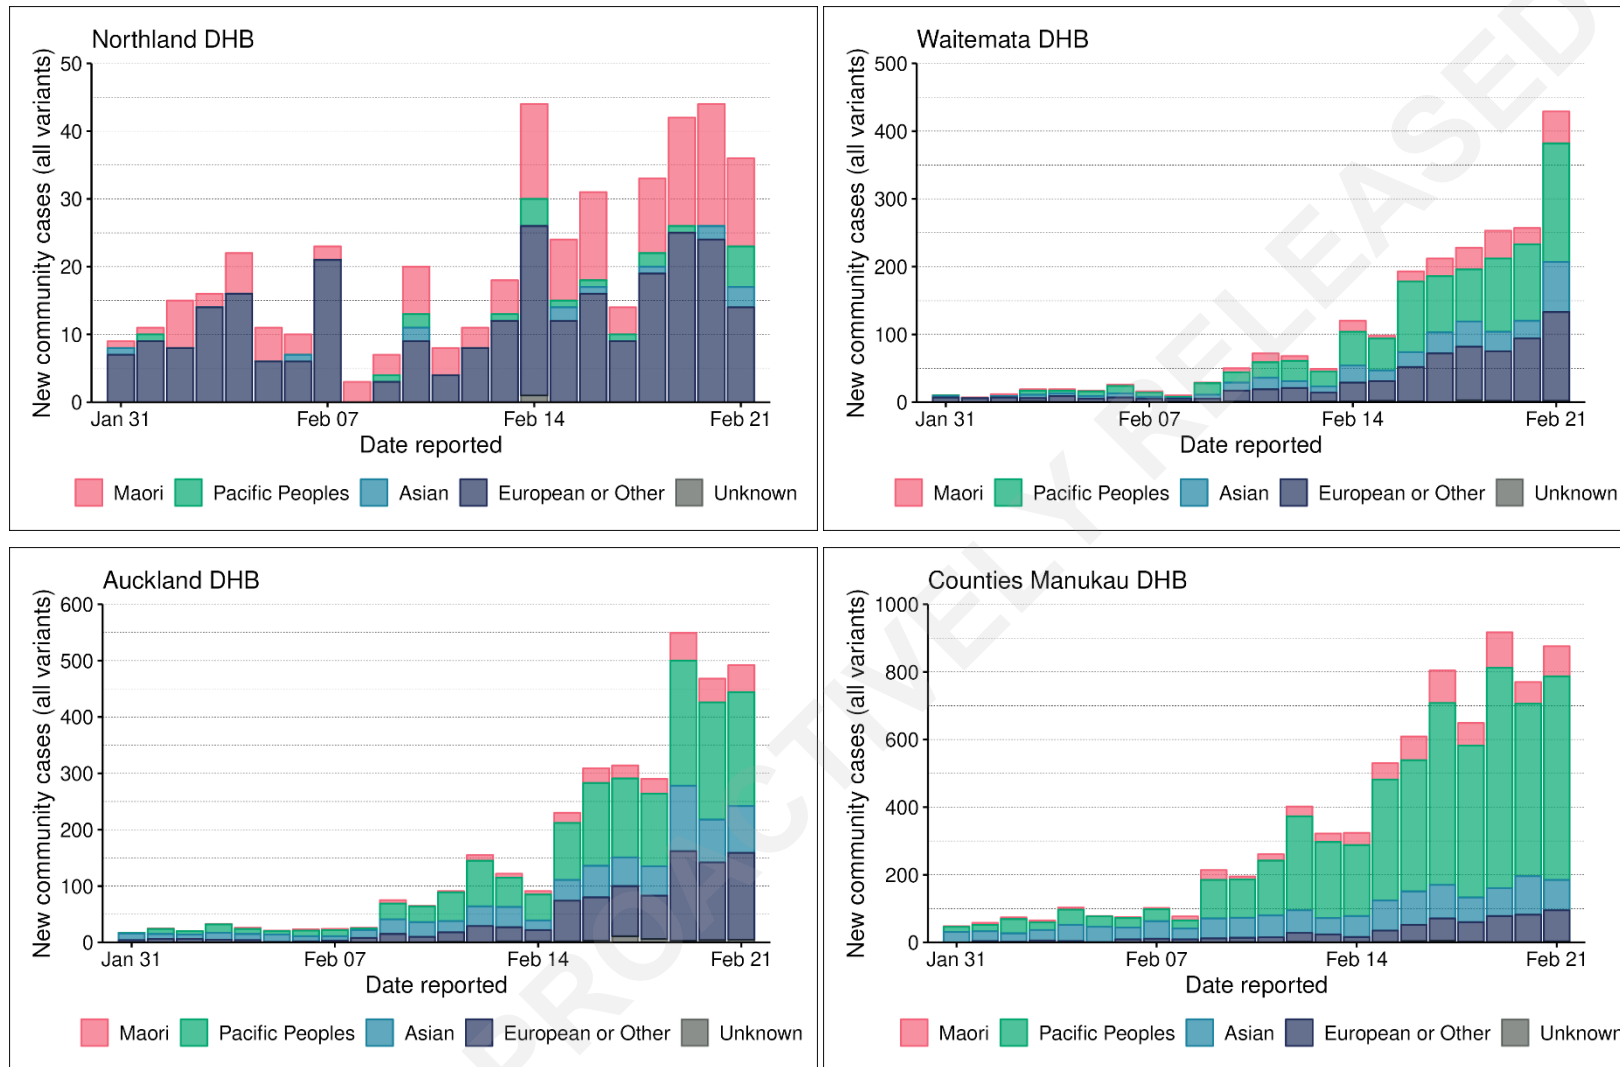 Northland DHB
New community cases (all variants)
50
40
30
20
10
0
Jan 31
Feb 07
Feb 14
Feb 21
Date reported
Maori
Pacific Peoples
Asian
European or Other
Unknown
Waitemata DHB
New community cases (all variants)
500
400
300
200
100
0
Jan 31
Feb 07
Feb 14
Feb 21
Date reported
Maori
Pacific Peoples
Asian
European or Other
Unknown
Auckland DHB
New community cases (all variants)
600
500
400
300
200
100
0
Jan 31
Feb 07
Feb 14
Feb 21
Date reported
Maori
Pacific Peoples
Asian
European or Other
Unknown
Counties Manukau DHB
New community cases (all variants)
1000
800
600
400
200
0
Jan 31
Feb 07
Feb 14
Feb 21
Date reported
Maori
Pacific Peoples
Asian
European or Other
Unknown
PROACTIVELY RELEASED